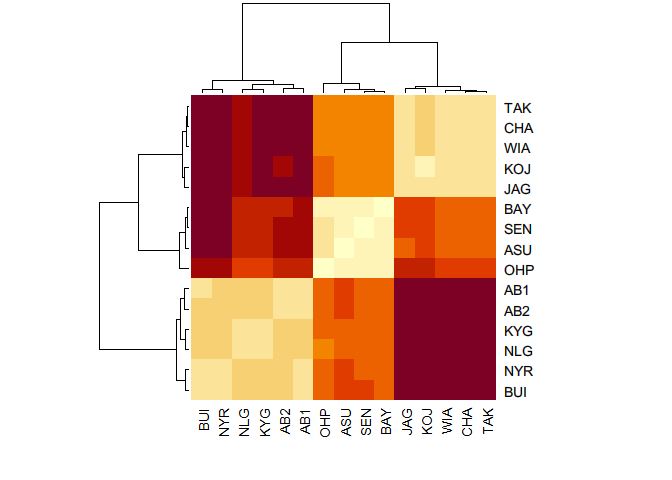 TAK
CHA
WIA
KOJ
JAG
BAY
SEN
ASU
OHP
AB1
AB2
KYG
NLG
NYR
BUI
BUI NYR NLG KYG AB2 AB1 OHP ASU SEN BAY JAG KOJ WIA CHA TAK